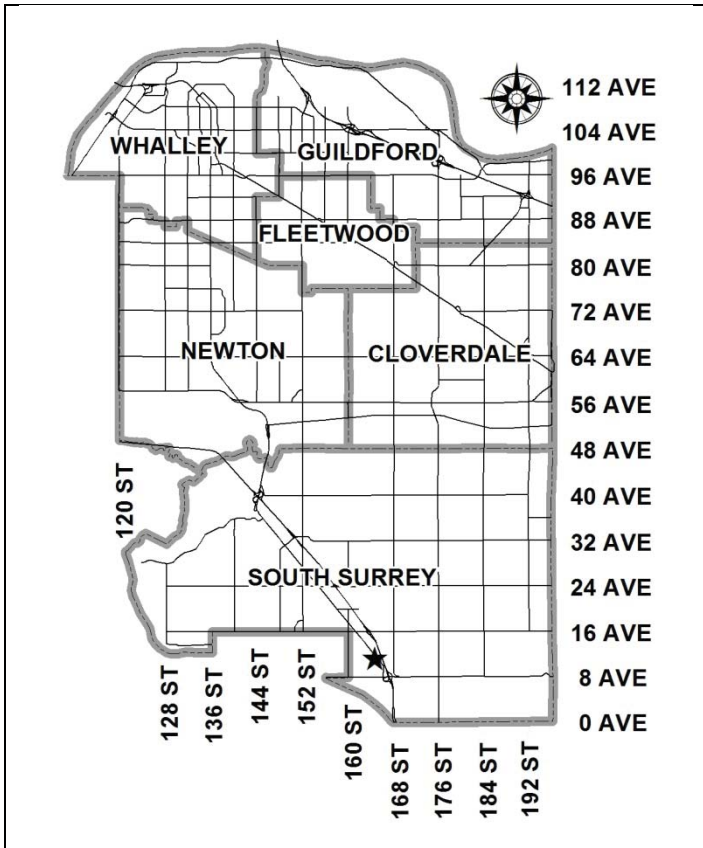 112 AVE
104 AVE
WHALLEY
GUILDFORD
96 AVE
88 AVE
FLEETWOOD
80 AVE
72 AVE
NEWTON
CLOVERDALE
64 AVE
56 AVE
48 AVE
120 ST
40 AVE
32 AVE
SOUTH SURREY
24 AVE
16 AVE
8 AVE
0 AVE
128 ST
136 ST
144 ST
152 ST
160 ST
168 ST
176 ST
184 ST
192 ST